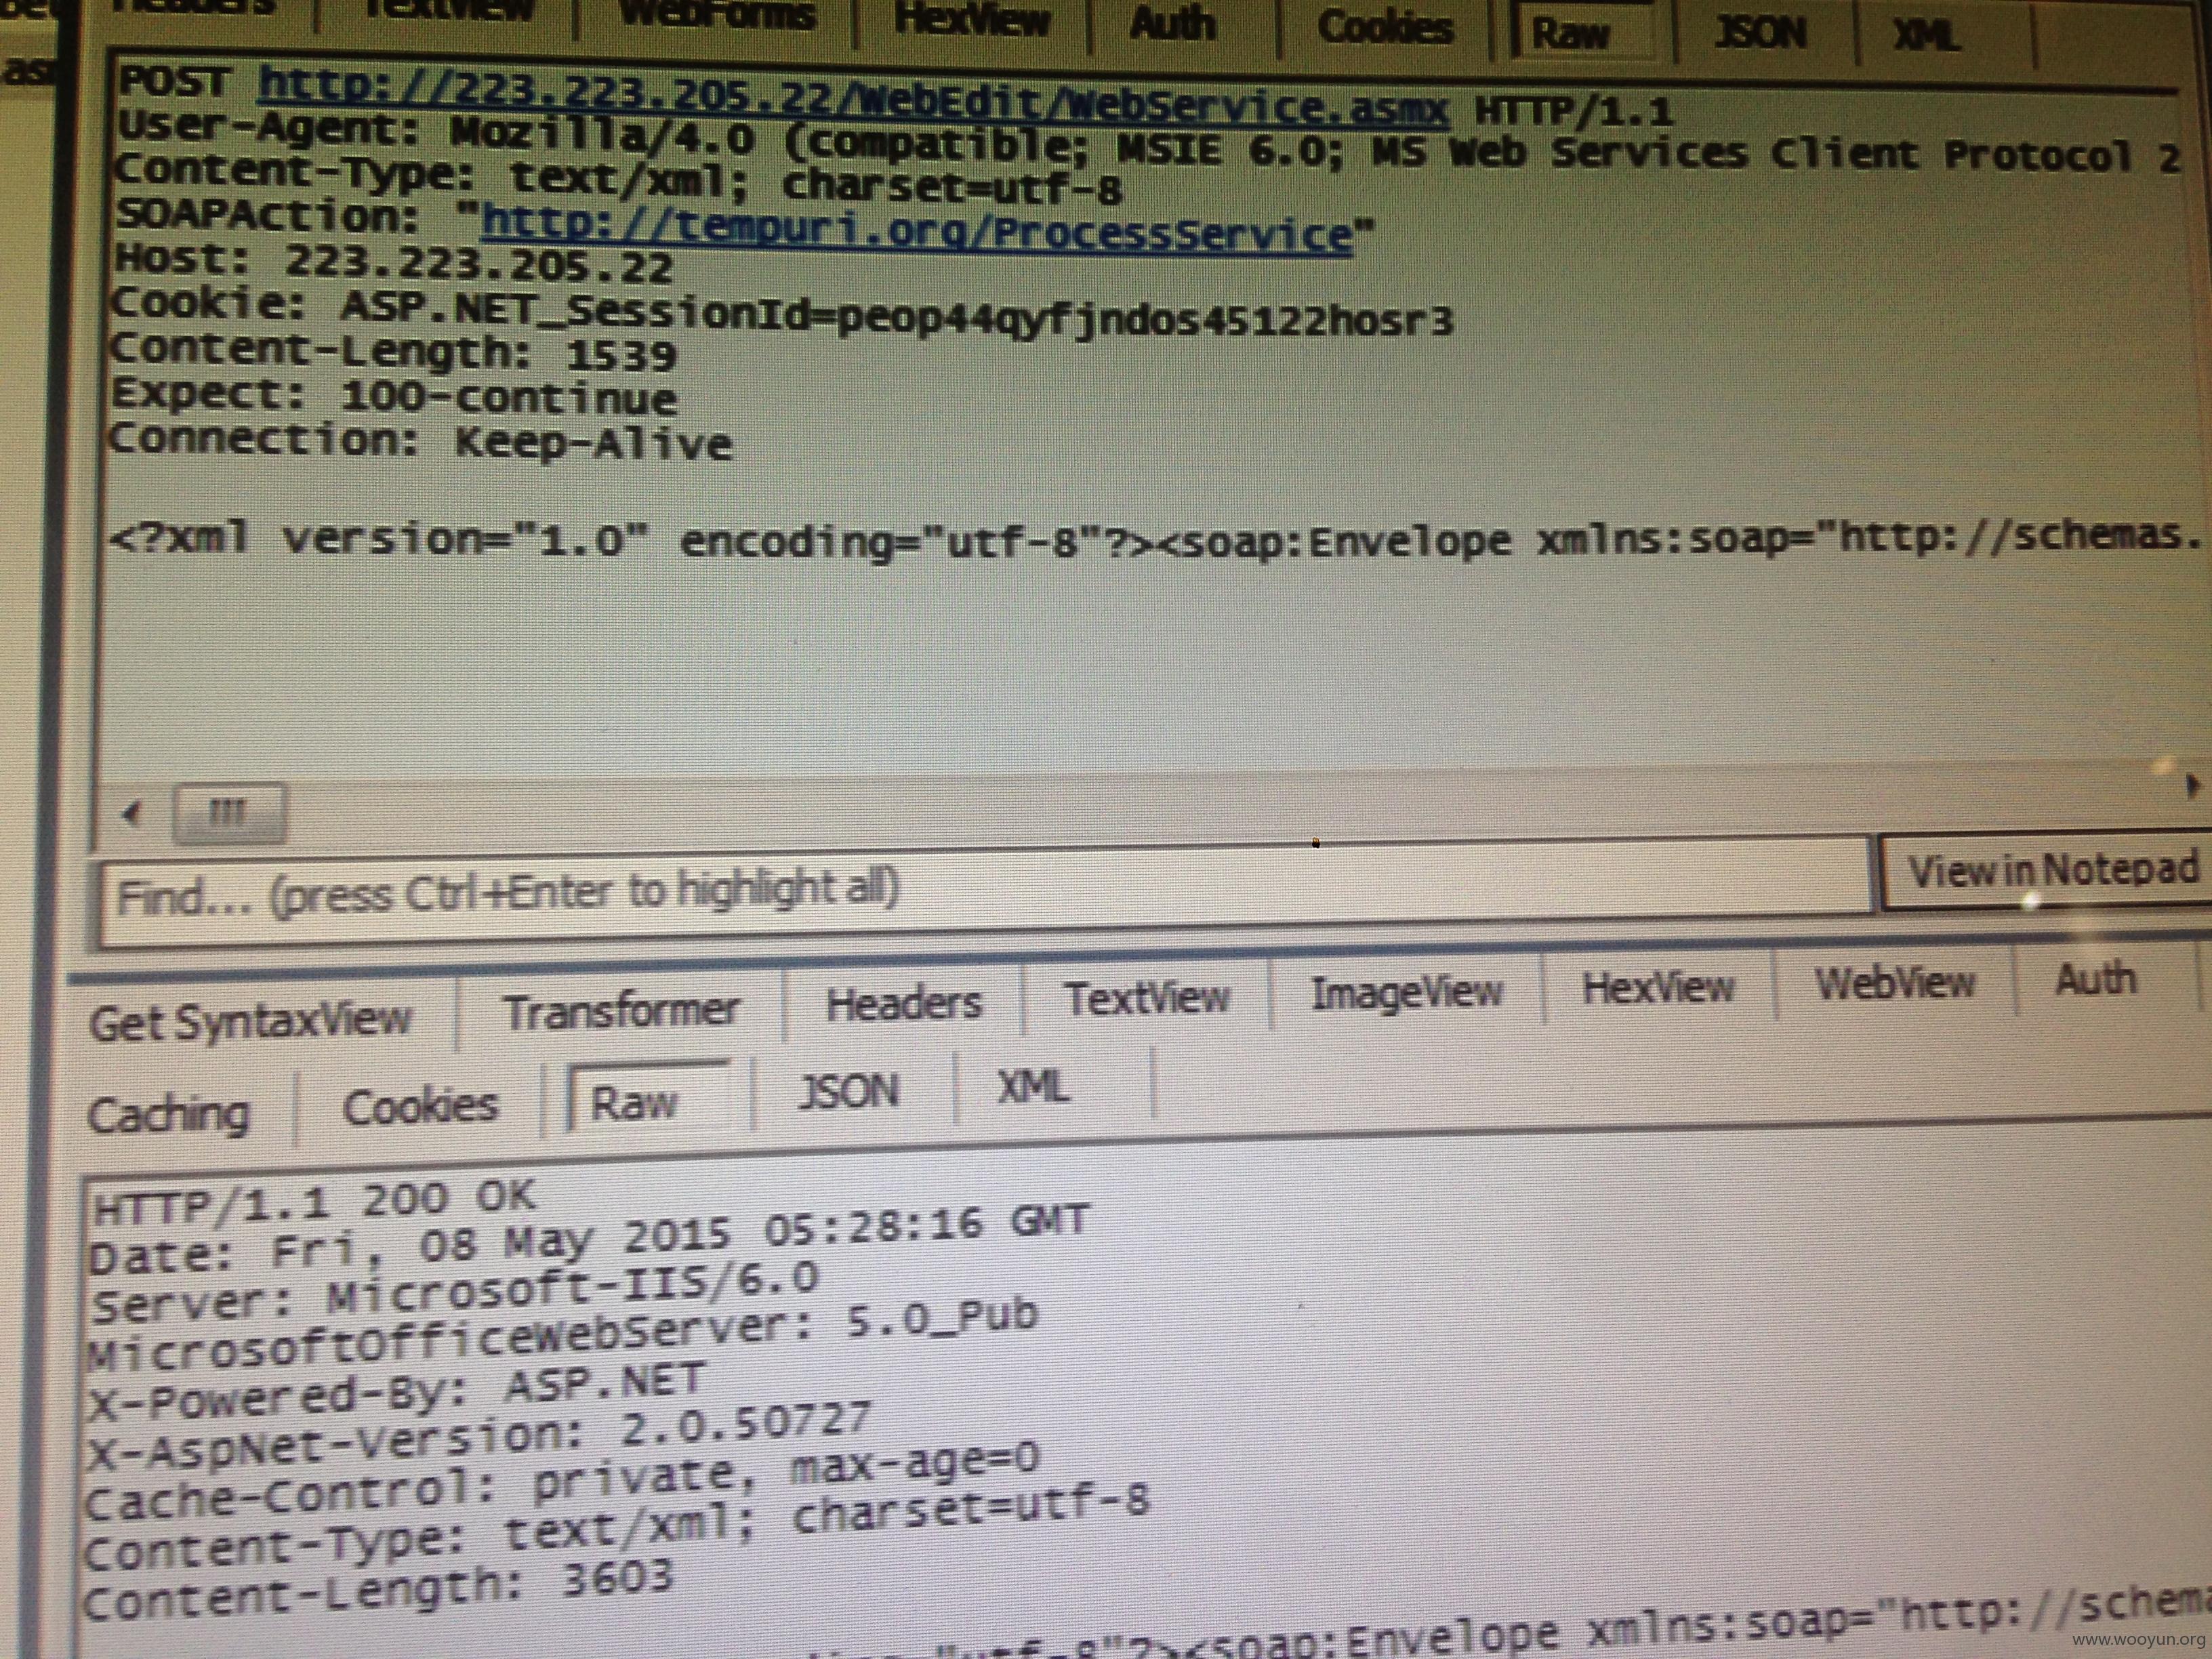 Headers TextView WebForms HexView Auth Cookies Raw JSON XML
POST http://223.223.205.22/WebEdit/WebService.asmx HTTP/1.1
User-Agent: Mozilla/4.0 (compatible; MSIE 6.0; MS Web Services Client Protocol 2
Content-Type: text/xml; charset=utf-8
SOAPAction: "http://tempuri.org/ProcessService"
Host: 223.223.205.22
Cookie: ASP.NET_SessionId=peop44qyfjndos45122hosr3
Content-Length: 1539
Expect: 100-continue
Connection: Keep-Alive
<?xml version="1.0" encoding="utf-8"?><soap:Envelope xmlns:soap="http://schemas.
Find... (press Ctrl+Enter to highlight all) View in Notepad
Get SyntaxView Transformer Headers TextView ImageView HexView WebView Auth
Caching Cookies Raw JSON XML
HTTP/1.1 200 OK
Date: Fri, 08 May 2015 05:28:16 GMT
Server: Microsoft-IIS/6.0
MicrosoftOfficeWebServer: 5.0_Pub
X-Powered-By: ASP.NET
X-AspNet-Version: 2.0.50727
Cache-Control: private, max-age=0
Content-Type: text/xml; charset=utf-8
Content-Length: 3603
"utf-8"?><soap:Envelope xmlns:soap="http://schema
www.wooyun.org